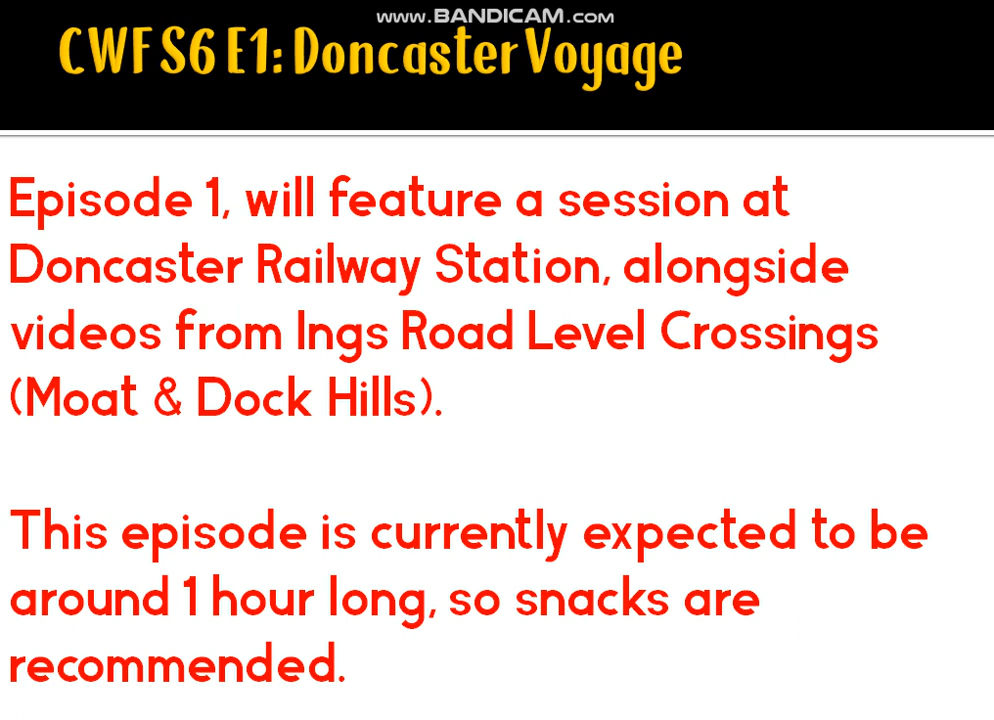 www.BANDICAM.com
CWF S6 E1: Doncaster Voyage
Episode 1, will feature a session at
Doncaster Railway Station, alongside
videos from Ings Road Level Crossings
(Moat & Dock Hills).
This episode is currently expected to be
around 1 hour long, so snacks are
recommended.